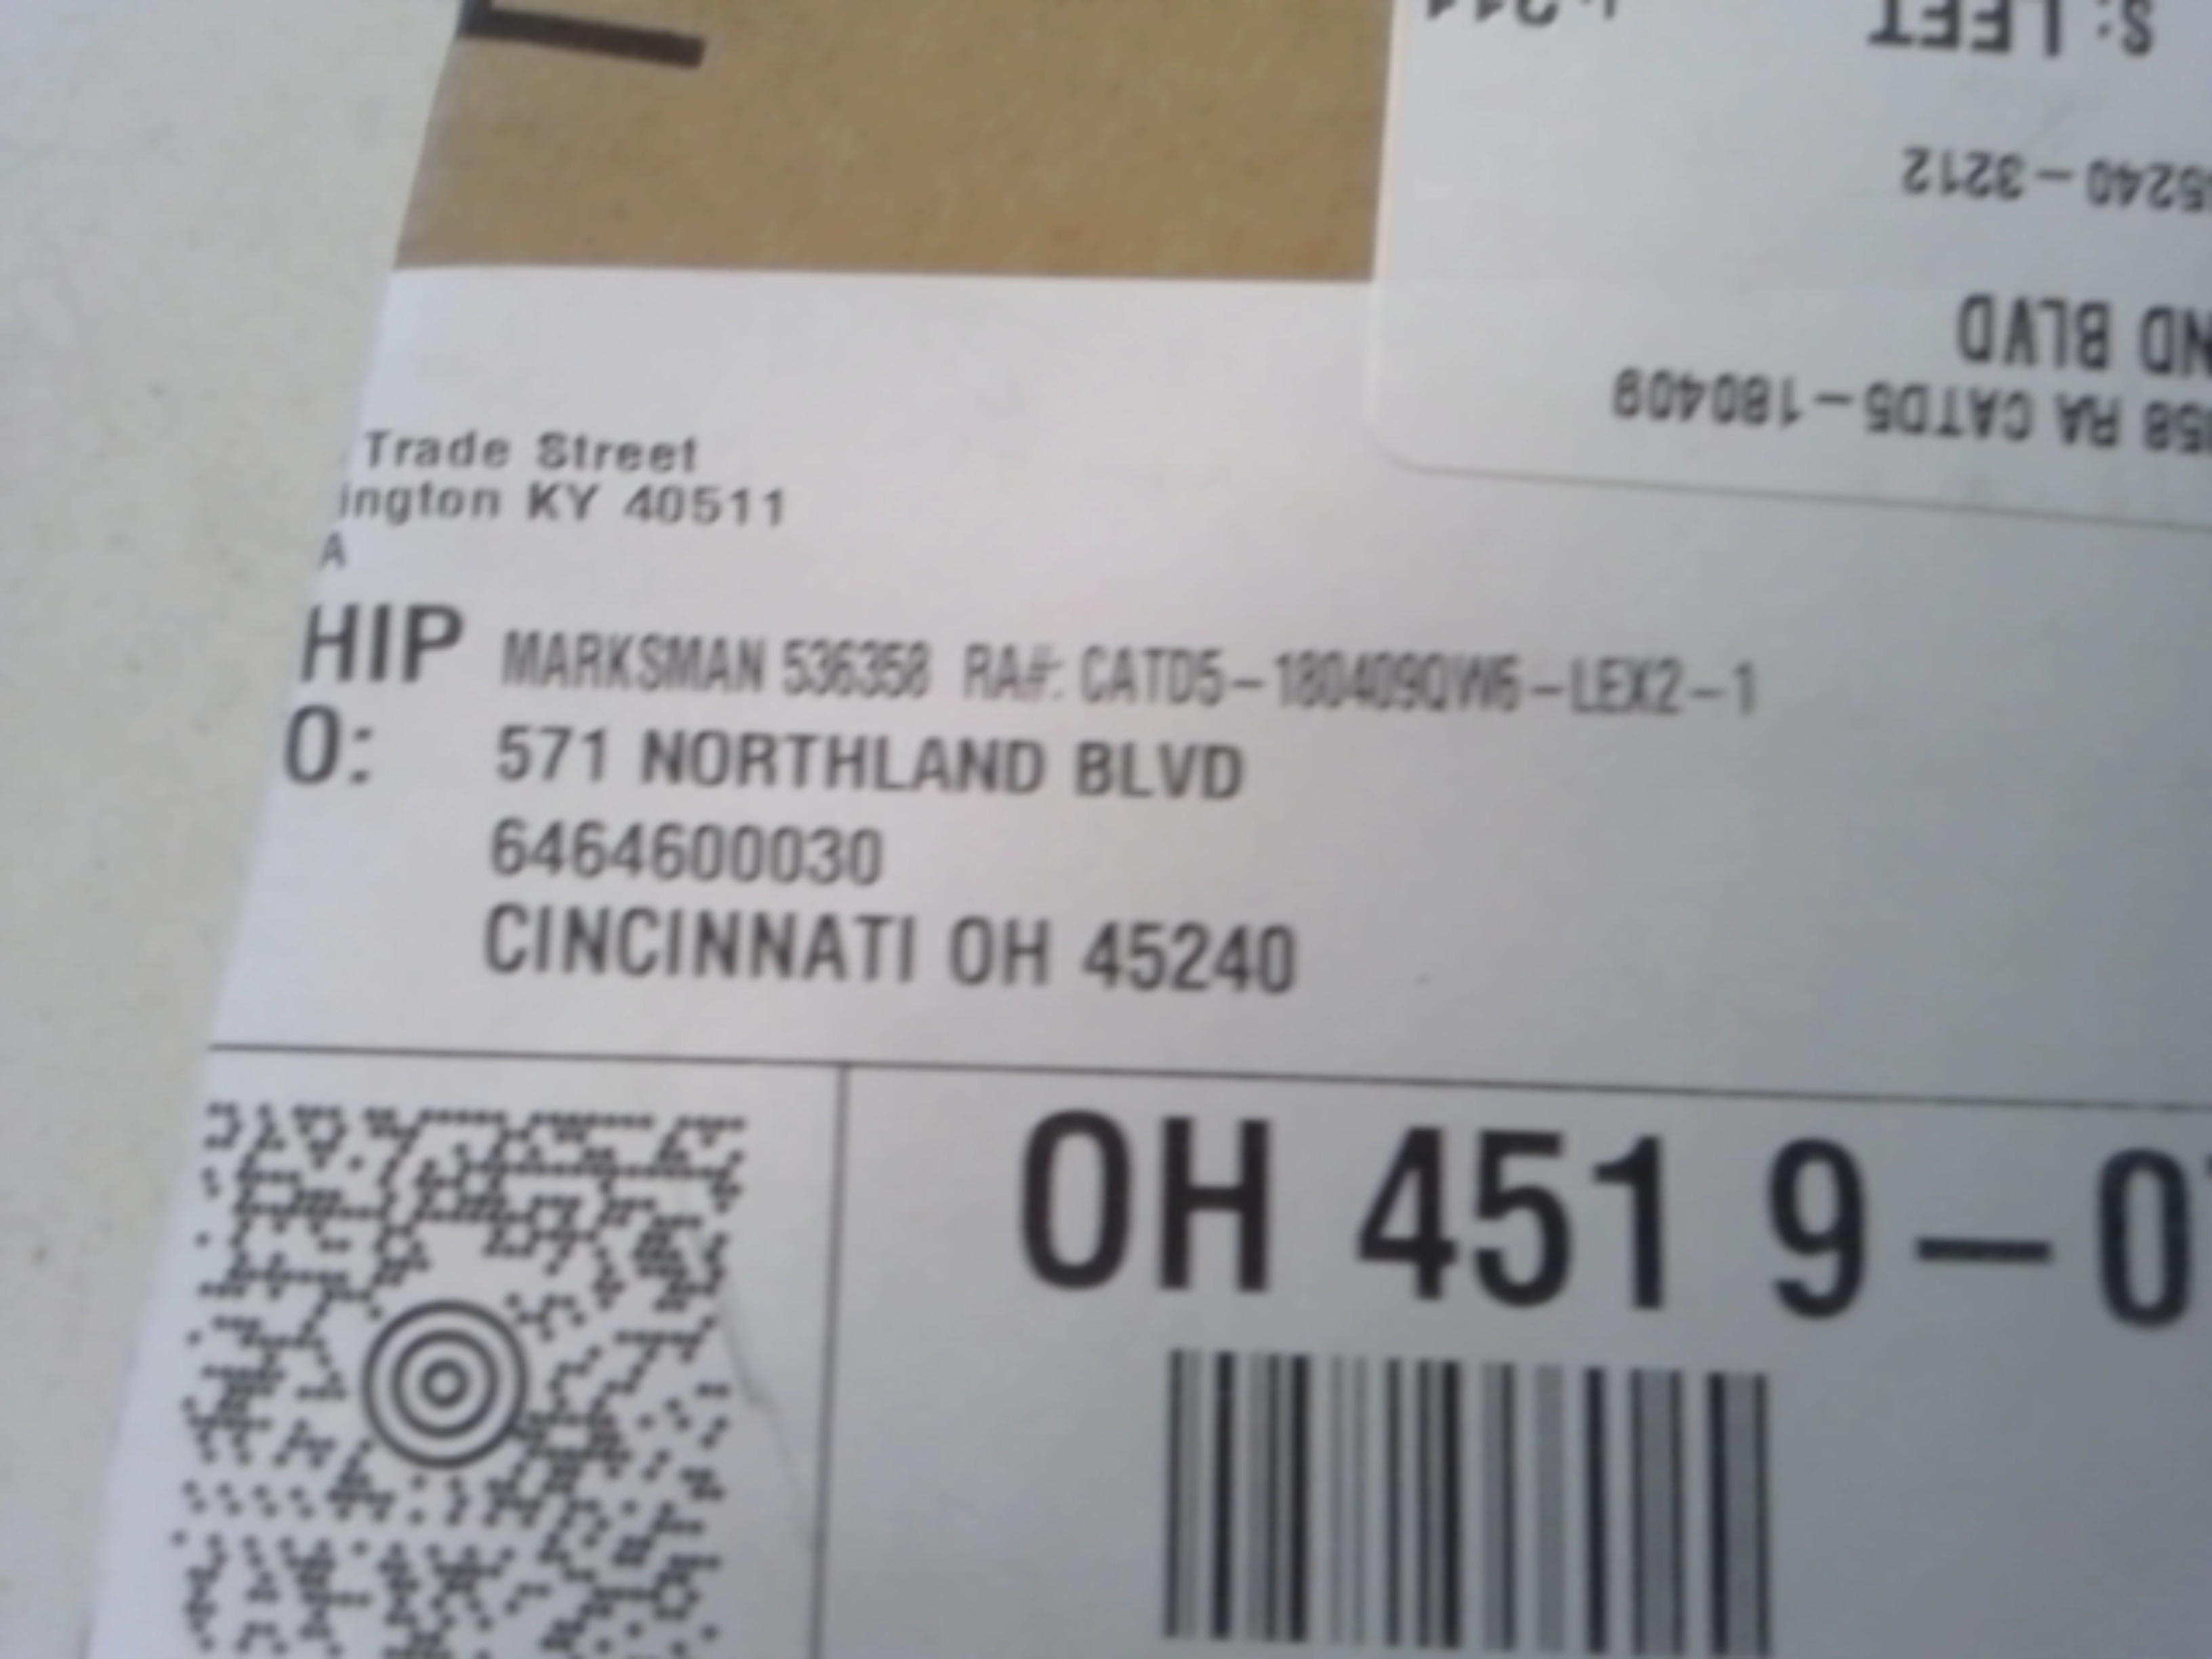 Trade Street
ington KY 40511
A
HIP MARKSMAN 536358 RA#: CATD5-180409QW6-LEX2-1
O: 571 NORTHLAND BLVD
6464600030
CINCINNATI OH 45240
OH 451 9-0
58 RA CATD5-180409
ND BLVD
5240-3212
S: LEFT